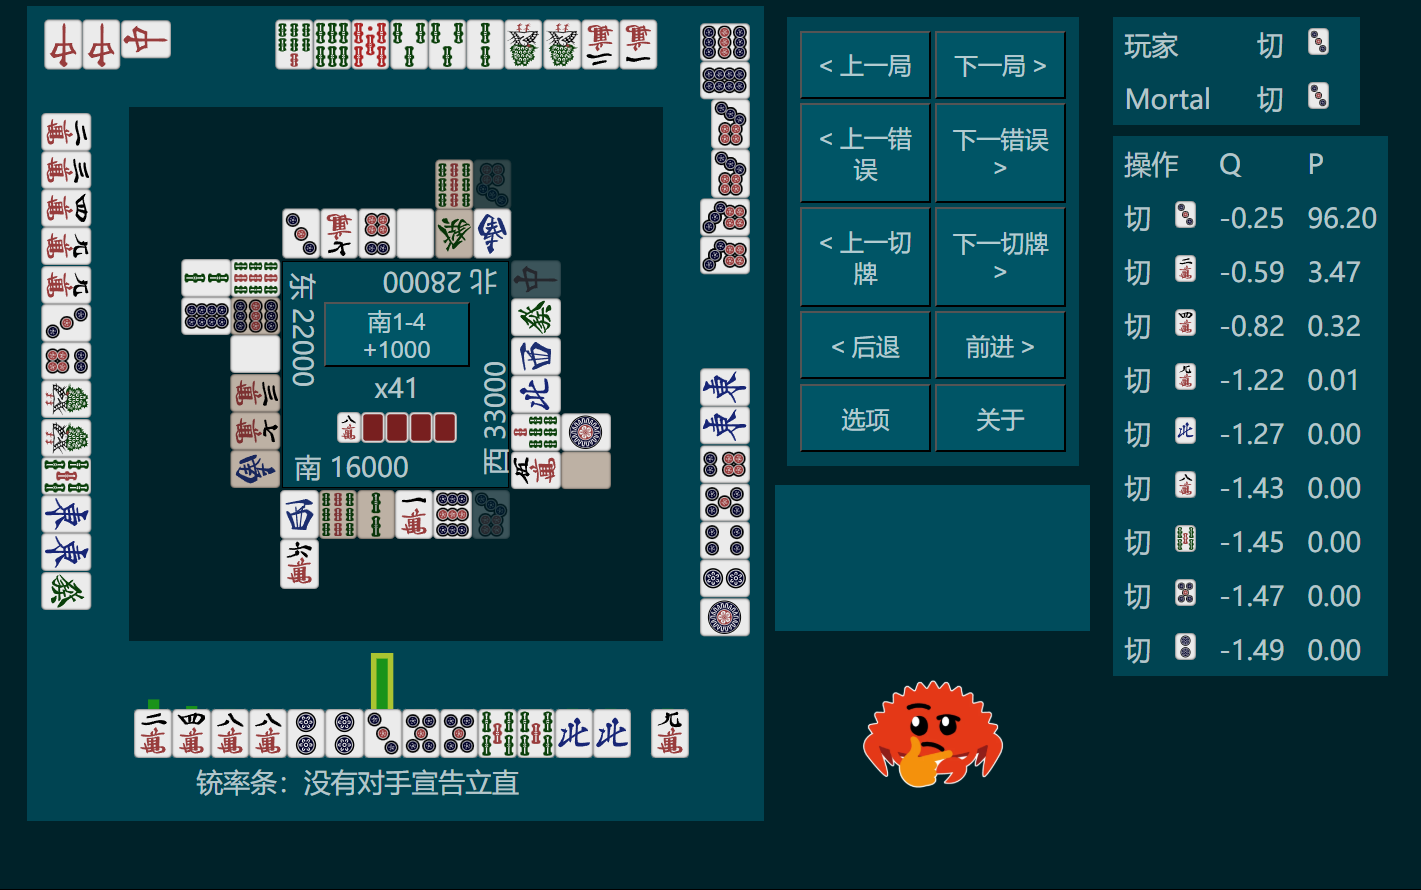 东 22000
北 28000
南1-4
+1000
x41
西 33000
南 16000
铳率条：没有对手宣告立直
< 上一局
下一局 >
< 上一错误
下一错误 >
< 上一切牌
下一切牌 >
< 后退
前进 >
选项
关于
玩家 切
Mortal 切
操作 Q P
切 -0.25 96.20
切 -0.59 3.47
切 -0.82 0.32
切 -1.22 0.01
切 -1.27 0.00
切 -1.43 0.00
切 -1.45 0.00
切 -1.47 0.00
切 -1.49 0.00